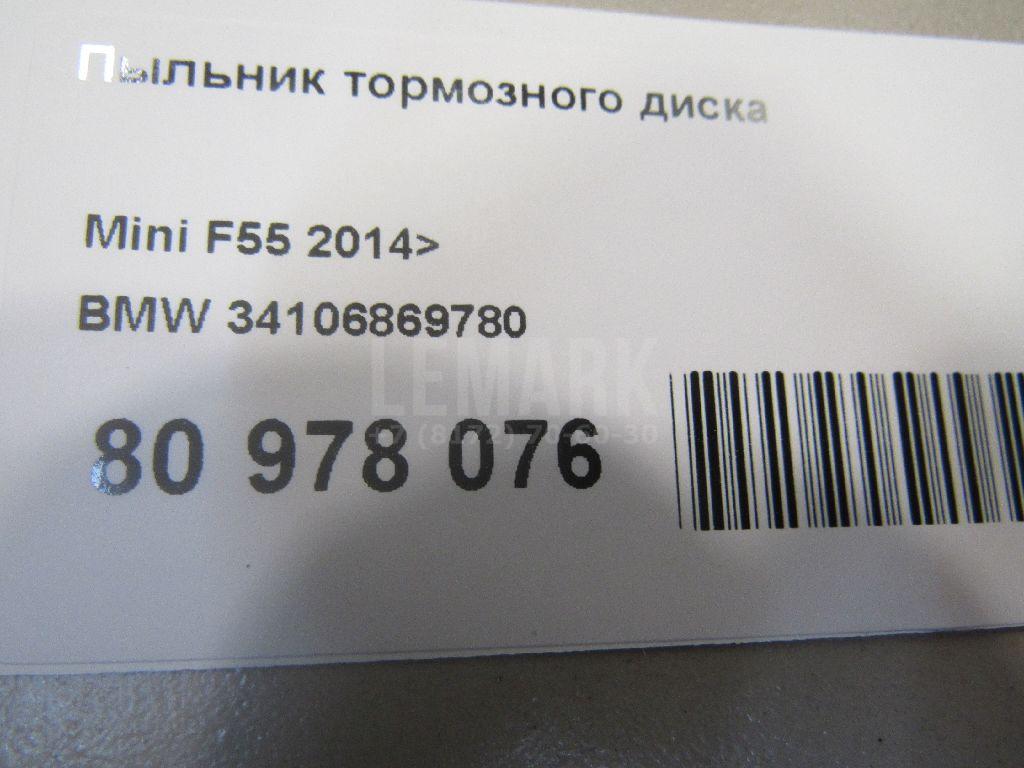 Пыльник тормозного диска
Mini F55 2014>
BMW 34106869780
LEMARK
80 978 076